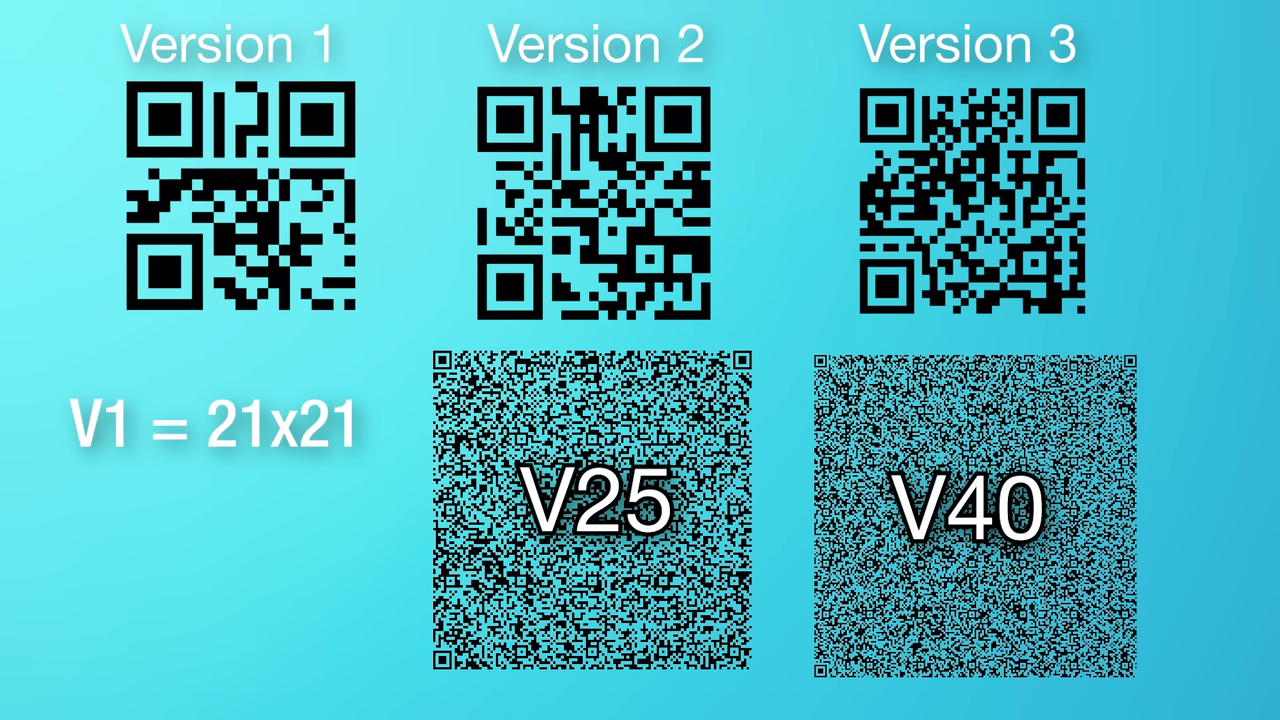 Version 1
Version 2
Version 3
V1 = 21x21
V25
V40